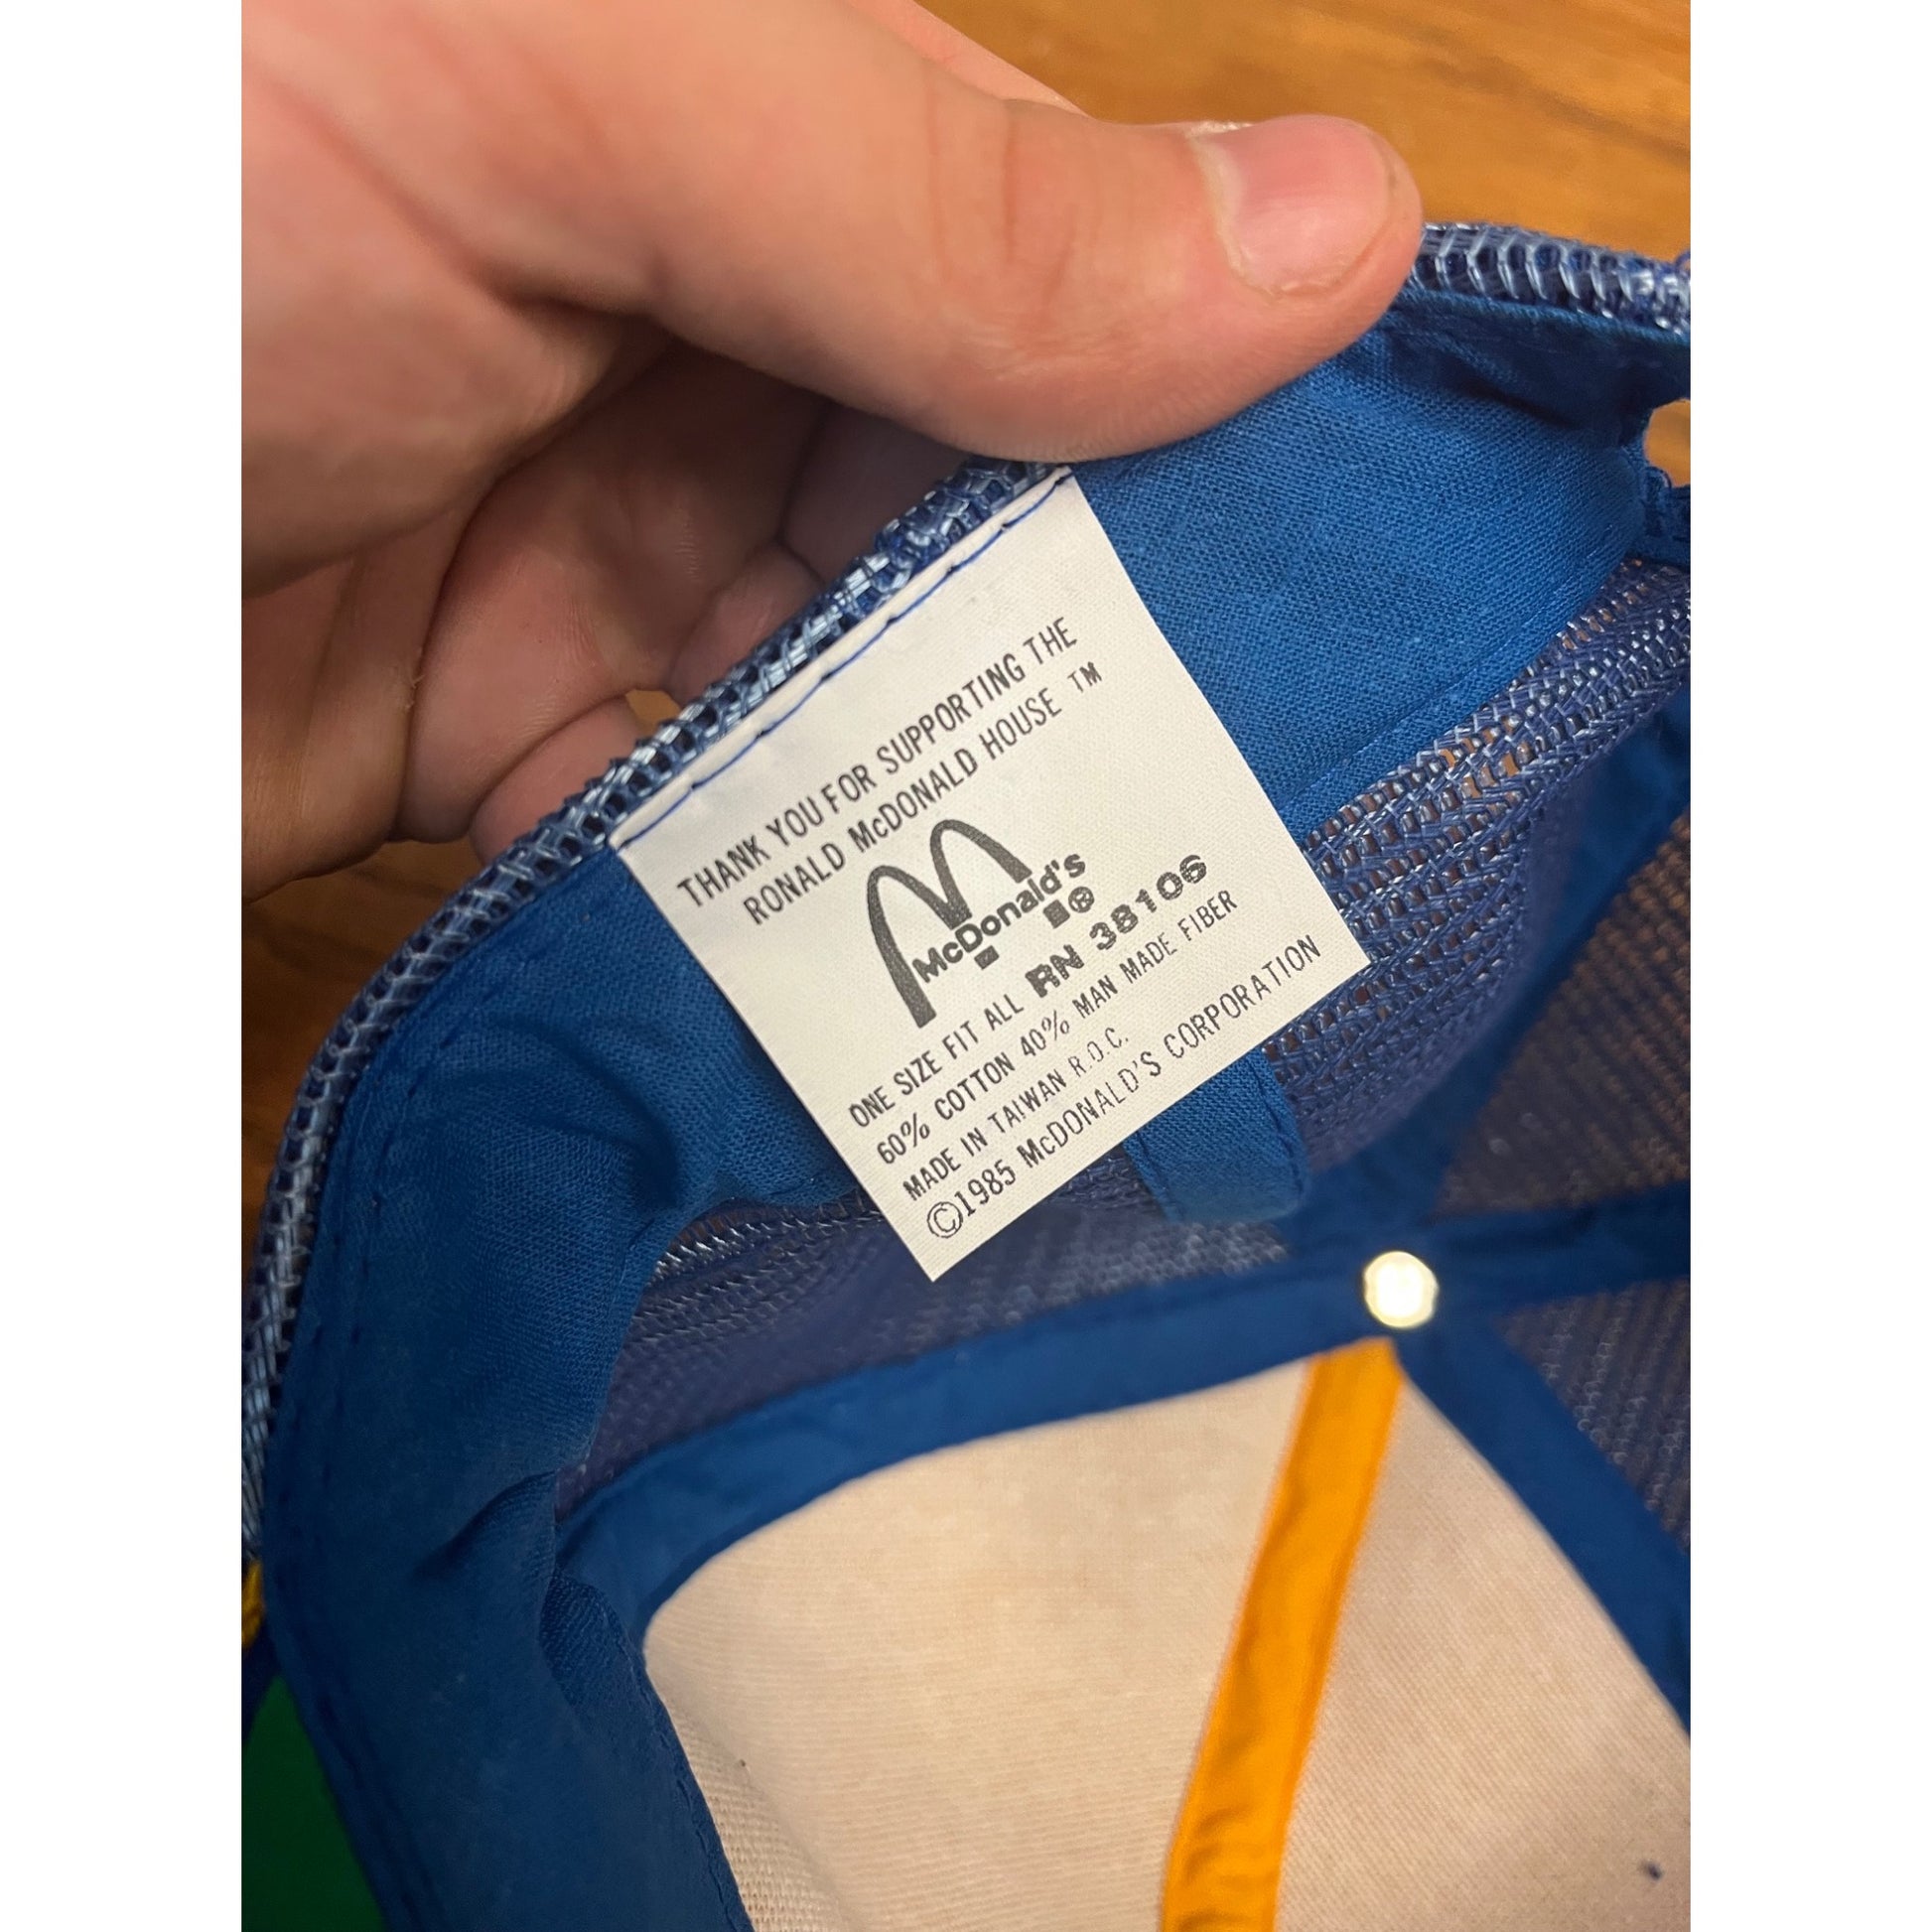 THANK YOU FOR SUPPORTING THE
RONALD McDONALD HOUSE ™
McDonald's
®
ONE SIZE FIT ALL RN 38106
60% COTTON 40% MAN MADE FIBER
MADE IN TAIWAN R.O.C.
©1985 McDONALD'S CORPORATION